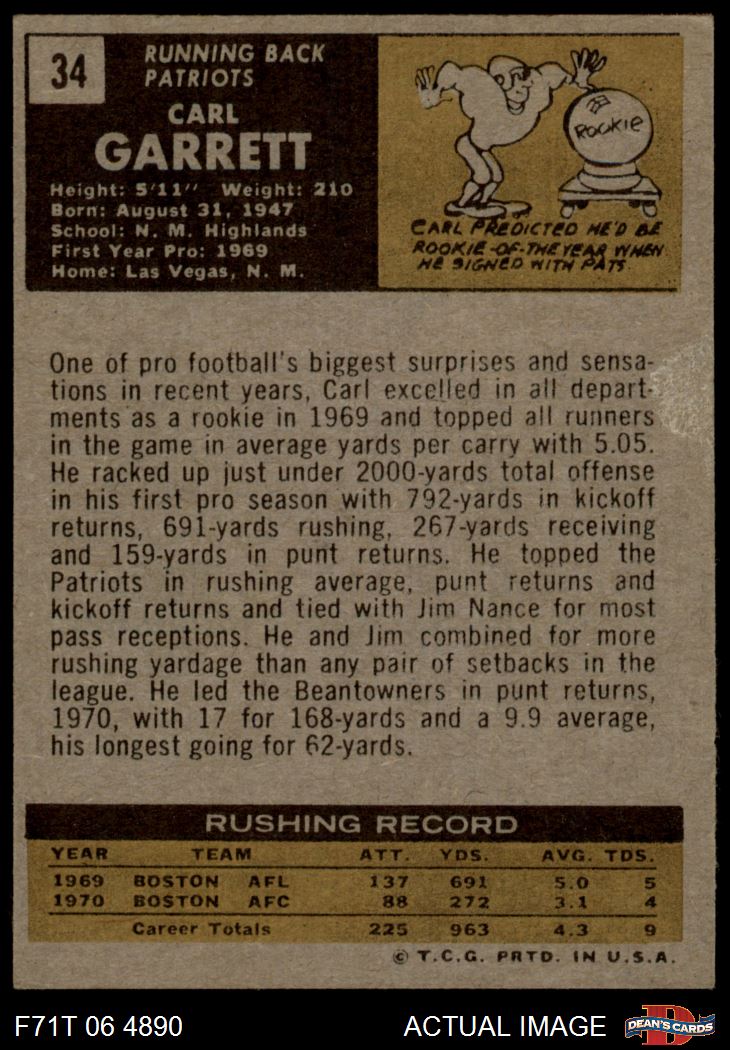 34
RUNNING BACK
PATRIOTS
CARL
GARRETT
Height: 5'11" Weight: 210
Born: August 31, 1947
School: N. M. Highlands
First Year Pro: 1969
Home: Las Vegas, N. M.
ROOKIE
CARL PREDICTED HE'D BE
ROOKIE-OF-THE YEAR WHEN
HE SIGNED WITH PATS
One of pro football's biggest surprises and sensa-
tions in recent years, Carl excelled in all depart-
ments as a rookie in 1969 and topped all runners
in the game in average yards per carry with 5.05.
He racked up just under 2000-yards total offense
in his first pro season with 792-yards in kickoff
returns, 691-yards rushing, 267-yards receiving
and 159-yards in punt returns. He topped the
Patriots in rushing average, punt returns and
kickoff returns and tied with Jim Nance for most
pass receptions. He and Jim combined for more
rushing yardage than any pair of setbacks in the
league. He led the Beantowners in punt returns,
1970, with 17 for 168-yards and a 9.9 average,
his longest going for 62-yards.
RUSHING RECORD
YEAR TEAM ATT. YDS. AVG. TDS.
1969 BOSTON AFL 137 691 5.0 5
1970 BOSTON AFC 88 272 3.1 4
Career Totals 225 963 4.3 9
© T.C.G. PRTD. IN U.S.A.
F71T 06 4890 ACTUAL IMAGE D DEAN'S CARDS